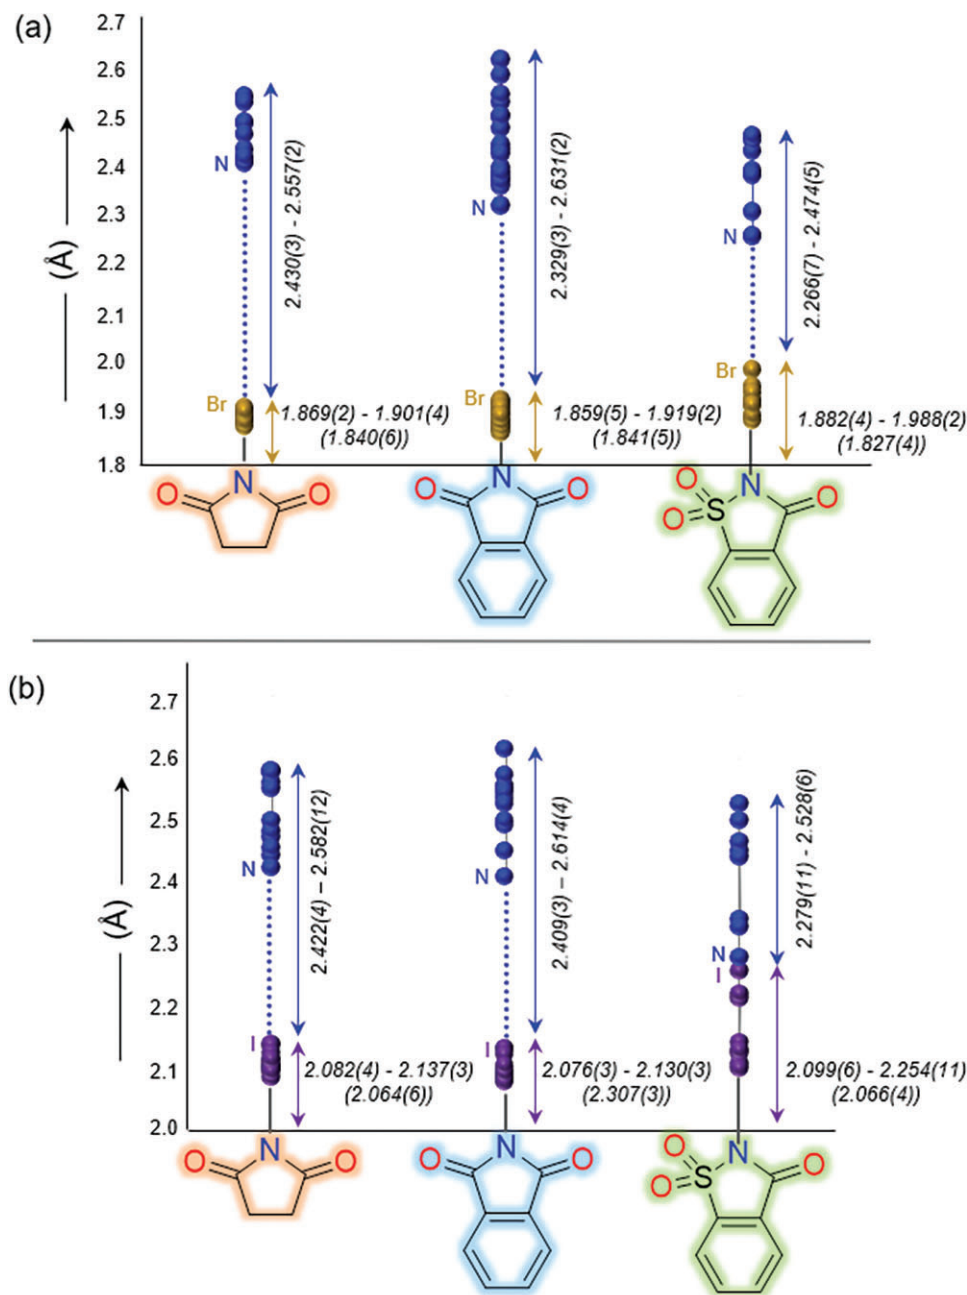 (a)
2.7
2.6
2.5
2.4
2.3
2.2
2.1
2.0
1.9
1.8
(Å)
N
2.430(3) - 2.557(2)
Br
1.869(2) - 1.901(4)
(1.840(6))
N
2.329(3) - 2.631(2)
1.859(5) - 1.919(2)
(1.841(5))
Br
N
2.266(7) - 2.474(5)
Br
1.882(4) - 1.988(2)
(1.827(4))
O N O
O N O
O O S N O
(b)
2.7
2.6
2.5
2.4
2.3
2.2
2.1
2.0
(Å)
N
2.422(4) – 2.582(12)
I
2.082(4) - 2.137(3)
(2.064(6))
N
2.409(3) – 2.614(4)
I
2.076(3) - 2.130(3)
(2.307(3))
N
I
2.279(11) - 2.528(6)
2.099(6) - 2.254(11)
(2.066(4))
O N O
O N O
O O S N O